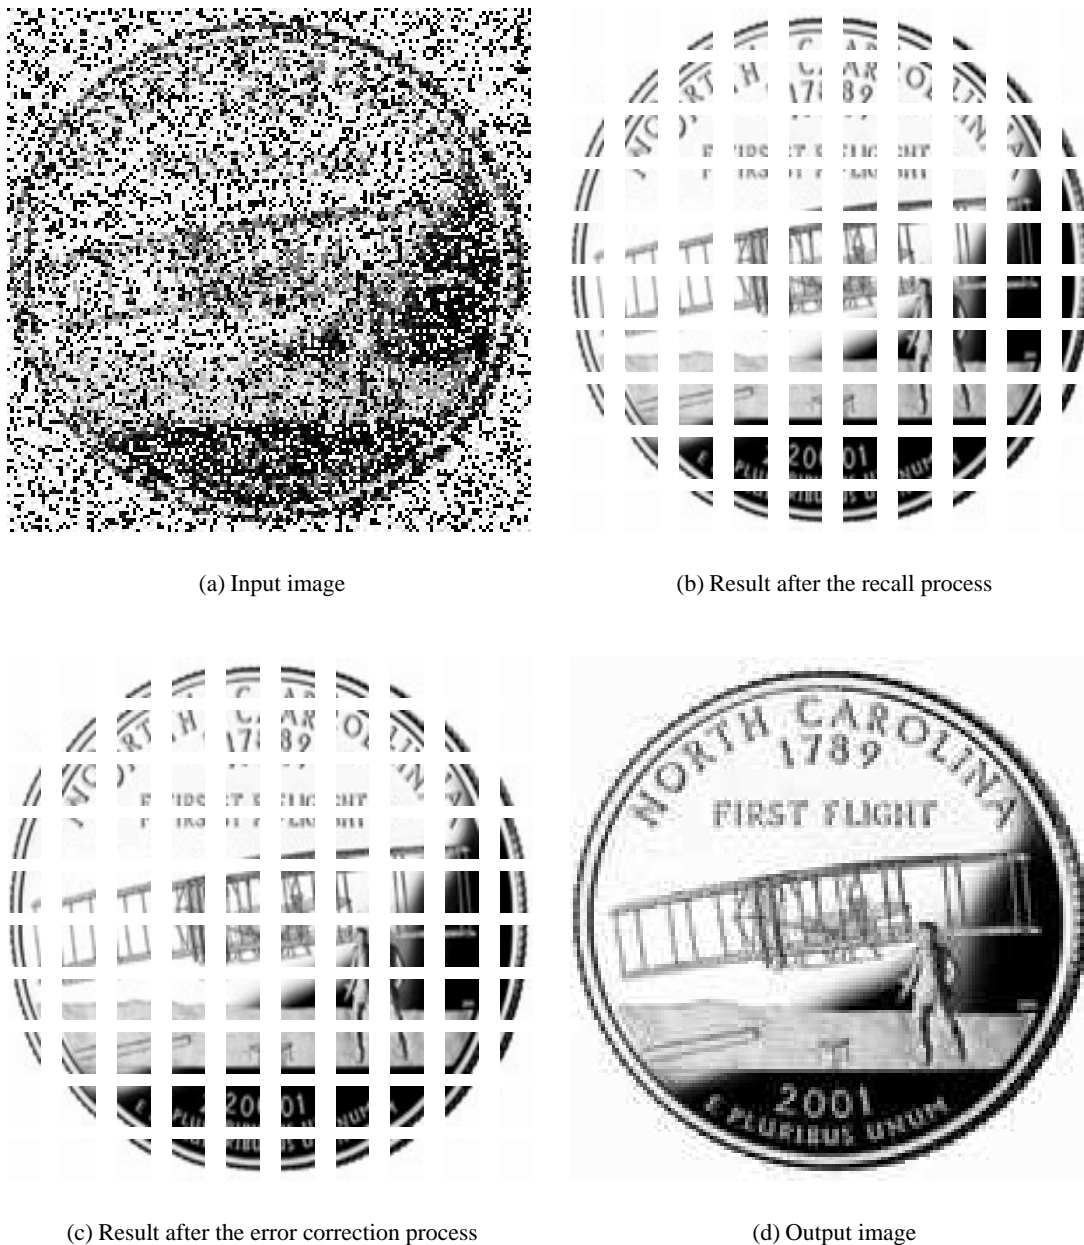 (a) Input image
(b) Result after the recall process
NORTH CAROLINA
1789
FIRST FLIGHT
2001
E PLURIBUS UNUM
(c) Result after the error correction process
(d) Output image